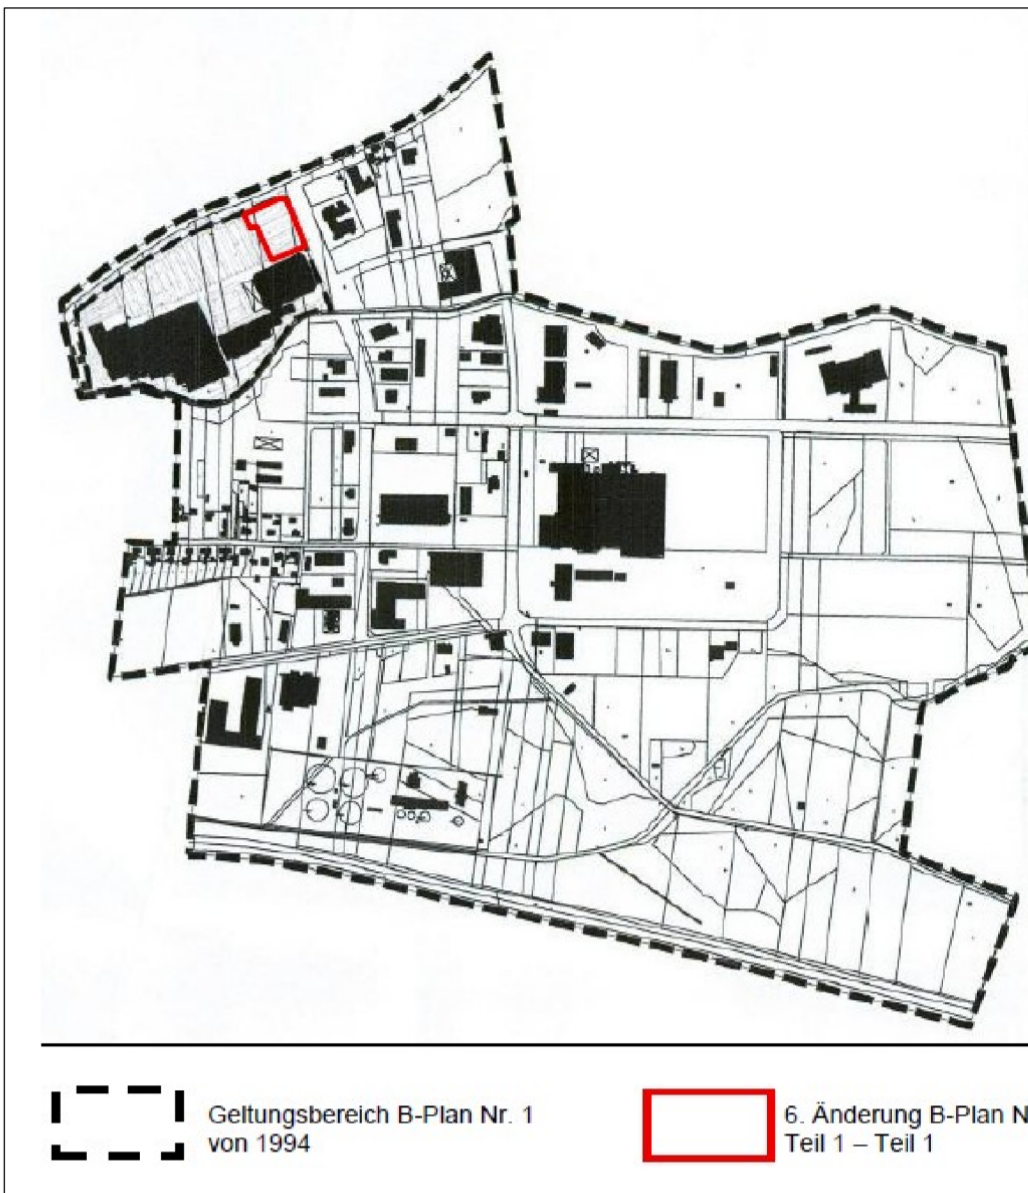 Geltungsbereich B-Plan Nr. 1
von 1994
6. Änderung B-Plan N
Teil 1 – Teil 1